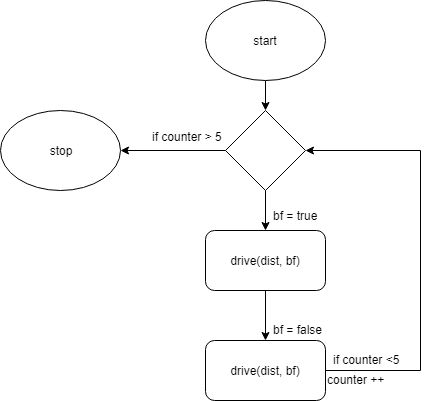 start
if counter > 5
stop
bf = true
drive(dist, bf)
bf = false
drive(dist, bf)
if counter <5
counter ++